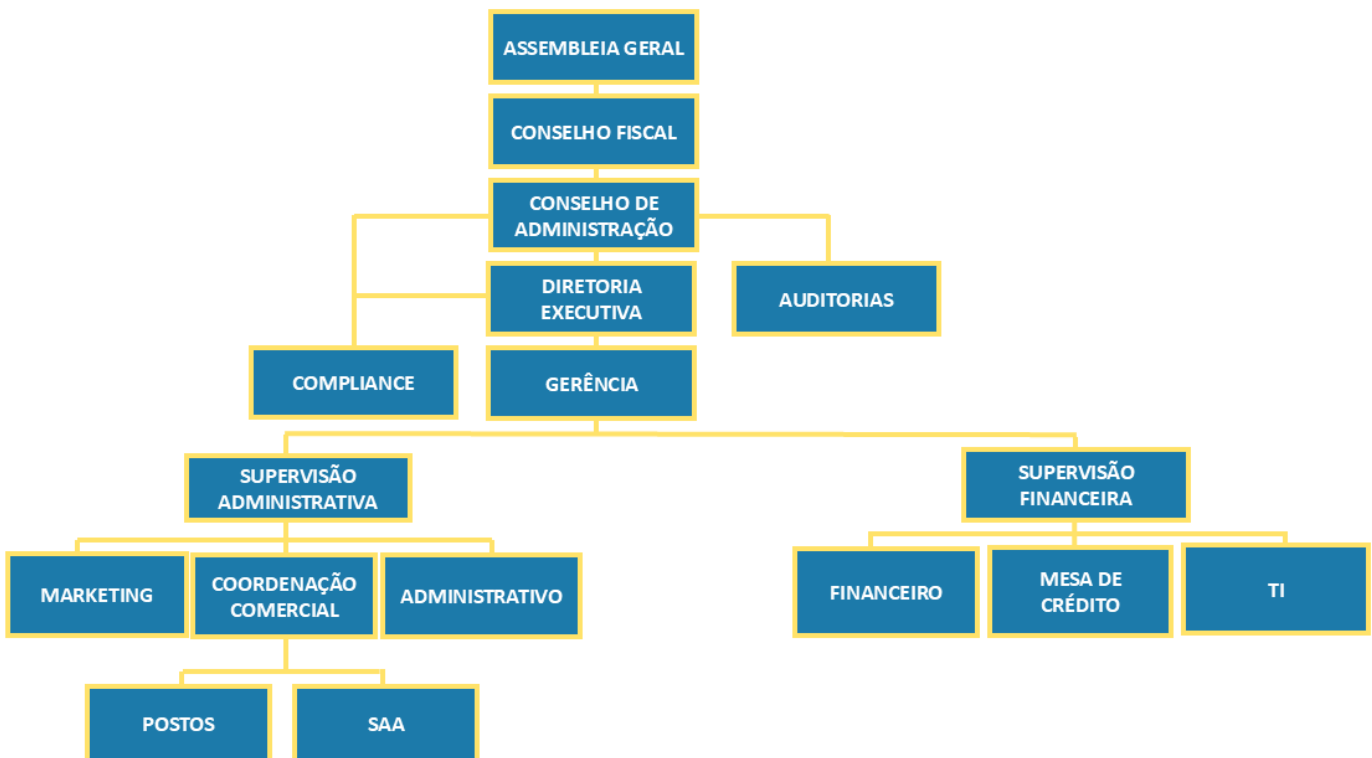 ASSEMBLEIA GERAL
CONSELHO FISCAL
CONSELHO DE
ADMINISTRAÇÃO
DIRETORIA
EXECUTIVA
AUDITORIAS
COMPLIANCE
GERÊNCIA
SUPERVISÃO
ADMINISTRATIVA
SUPERVISÃO
FINANCEIRA
MARKETING
COORDENAÇÃO
COMERCIAL
ADMINISTRATIVO
FINANCEIRO
MESA DE
CRÉDITO
TI
POSTOS
SAA